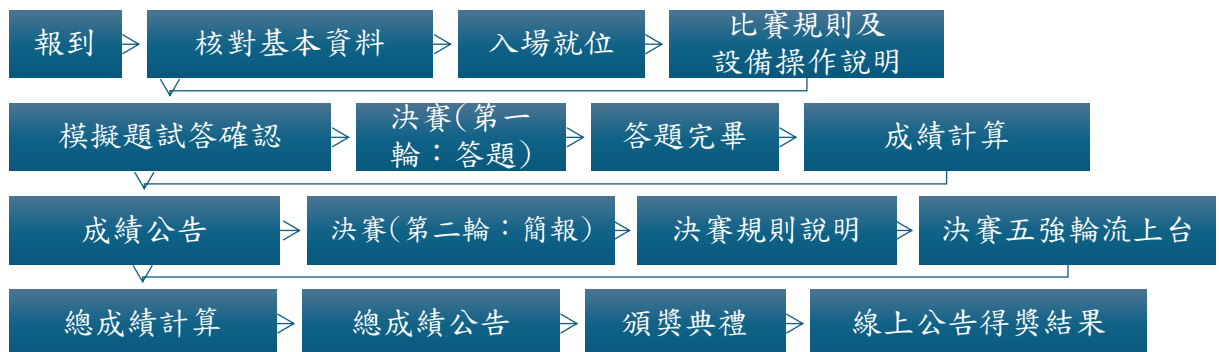 報到
核對基本資料
入場就位
比賽規則及
設備操作說明
模擬題試答確認
決賽(第一
輪：答題)
答題完畢
成績計算
成績公告
決賽(第二輪：簡報)
決賽規則說明
決賽五強輪流上台
總成績計算
總成績公告
頒獎典禮
線上公告得獎結果